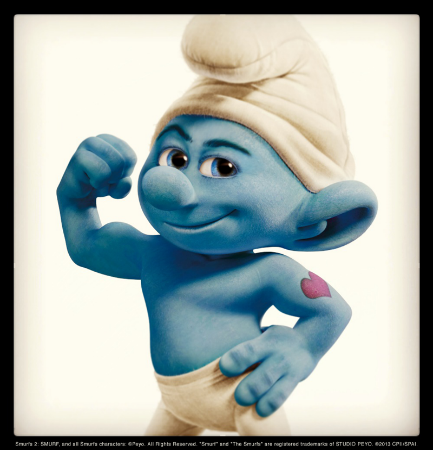 Smurfs 2, SMURF, and all Smurfs characters: ©Peyo. All Rights Reserved. "Smurf" and "The Smurfs" are registered trademarks of STUDIO PEYO. ©2013 CPII/SPAI